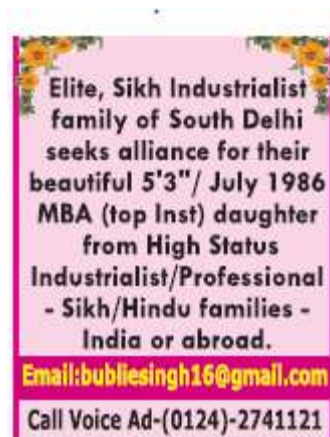 Elite, Sikh Industrialist
family of South Delhi
seeks alliance for their
beautiful 5'3"/ July 1986
MBA (top Inst) daughter
from High Status
Industrialist/Professional
- Sikh/Hindu families -
India or abroad.
Email:bubliesingh16@gmail.com
Call Voice Ad-(0124)-2741121